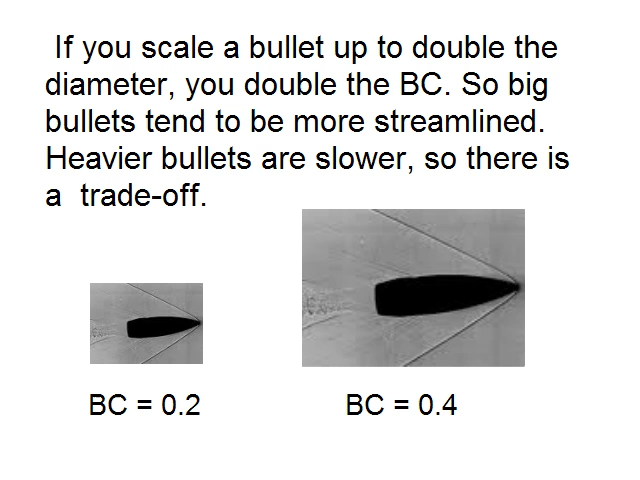 If you scale a bullet up to double the
diameter, you double the BC. So big
bullets tend to be more streamlined.
Heavier bullets are slower, so there is
a  trade-off.
BC = 0.2
BC = 0.4